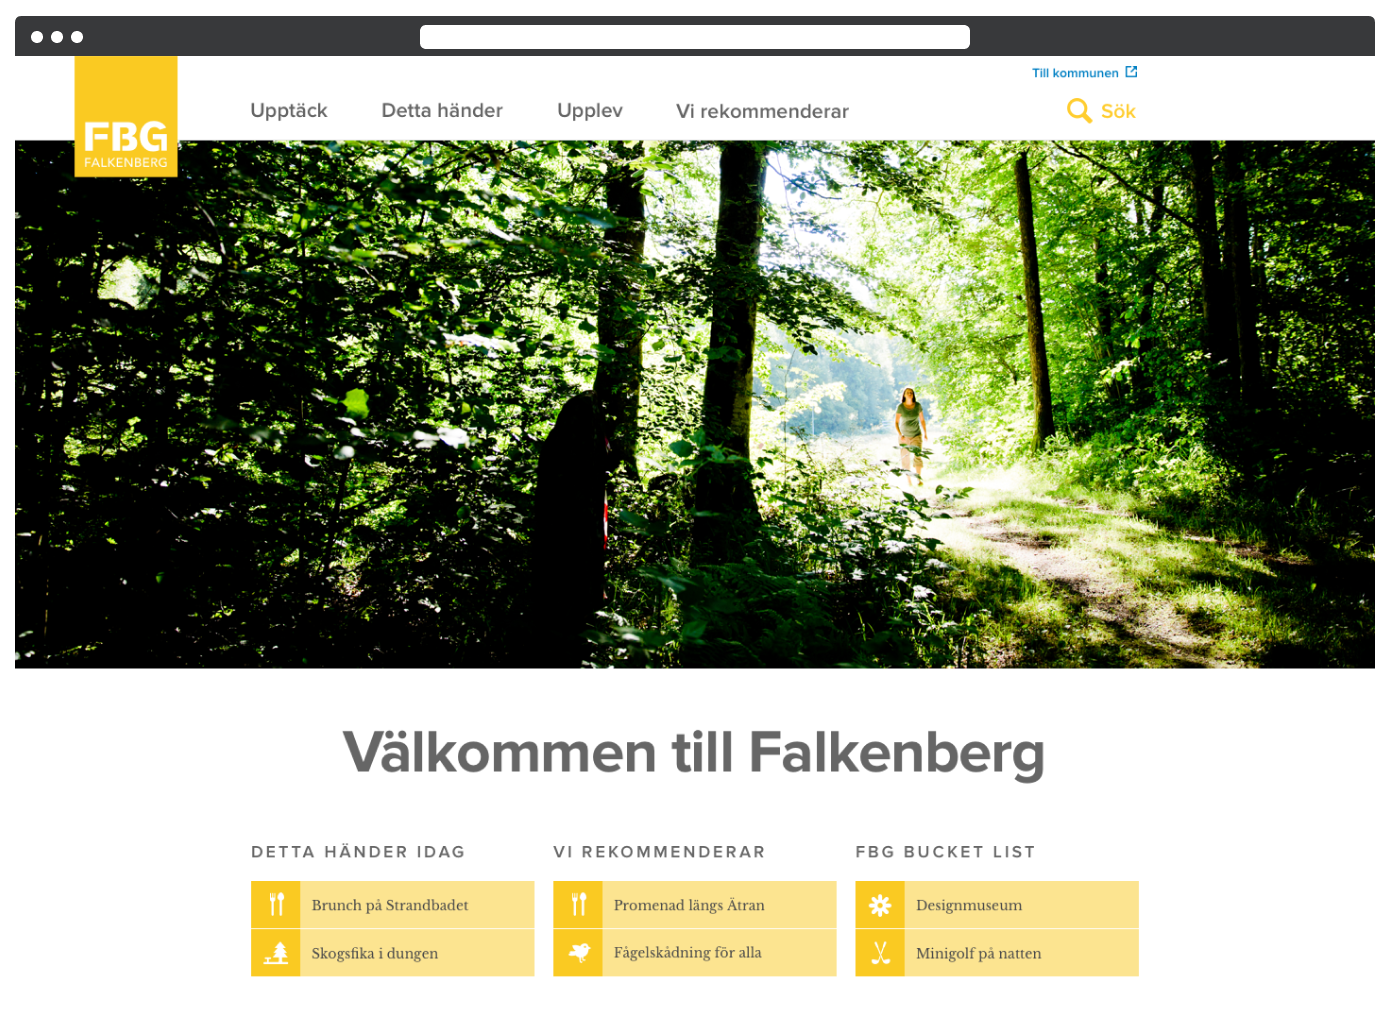 Till kommunen
Upptäck Detta händer Upplev Vi rekommenderar Sök
FBG
FALKENBERG
Välkommen till Falkenberg
DETTA HÄNDER IDAG
Brunch på Strandbadet
Skogsfika i dungen
VI REKOMMENDERAR
Promenad längs Ätran
Fågelskådning för alla
FBG BUCKET LIST
Designmuseum
Minigolf på natten